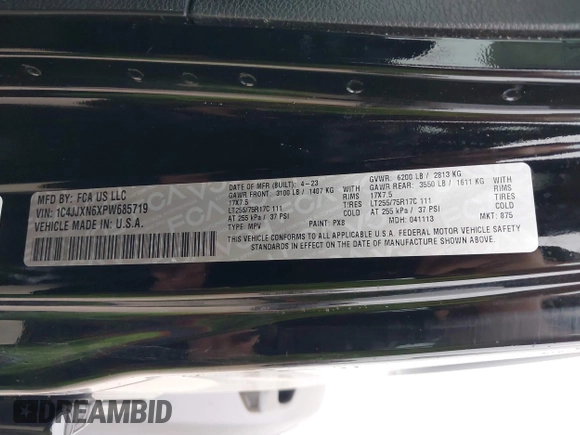 MFD BY: FCA US LLC
VIN: 1C4JJXN6XPW685719
VEHICLE MADE IN: U.S.A.
DATE OF MFR (BUILT): 4-23
GAWR FRONT: 3100 LB / 1407 KG
17X7.5
LT255/75R17C 111
AT 255 kPa / 37 PSI
TYPE: MPV PAINT: PX8
GVWR: 6200 LB / 2813 KG
GAWR REAR: 3550 LB / 1611 KG
RIMS 17X7.5
TIRES LT255/75R17C 111
COLD AT 255 kPa / 37 PSI COLD
MDH: 041113 MKT: 875
THIS VEHICLE CONFORMS TO ALL APPLICABLE U.S.A. FEDERAL MOTOR VEHICLE SAFETY
STANDARDS IN EFFECT ON THE DATE OF MANUFACTURE SHOWN ABOVE
DREAMBID